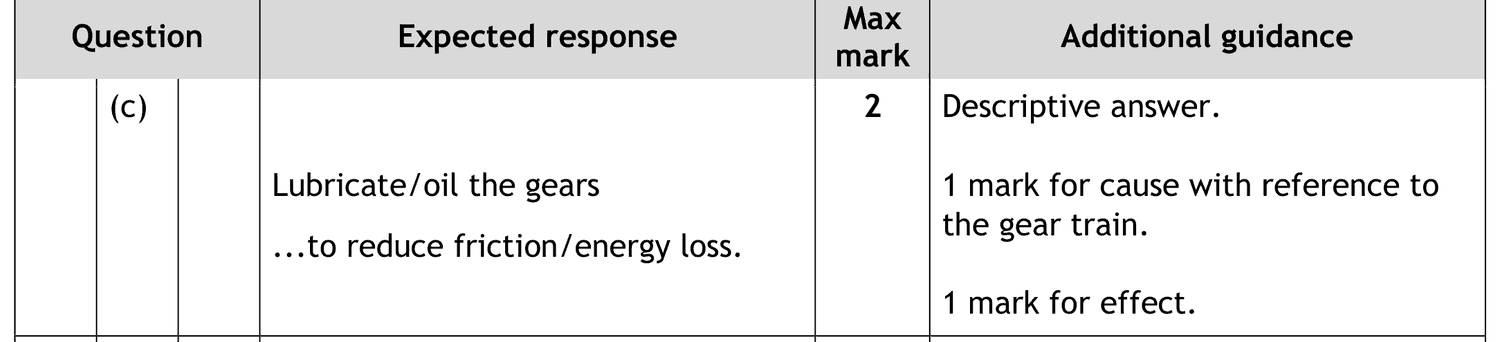 Question
Expected response
Max
mark
Additional guidance
(c)
2
Descriptive answer.
Lubricate/oil the gears
1 mark for cause with reference to
the gear train.
...to reduce friction/energy loss.
1 mark for effect.